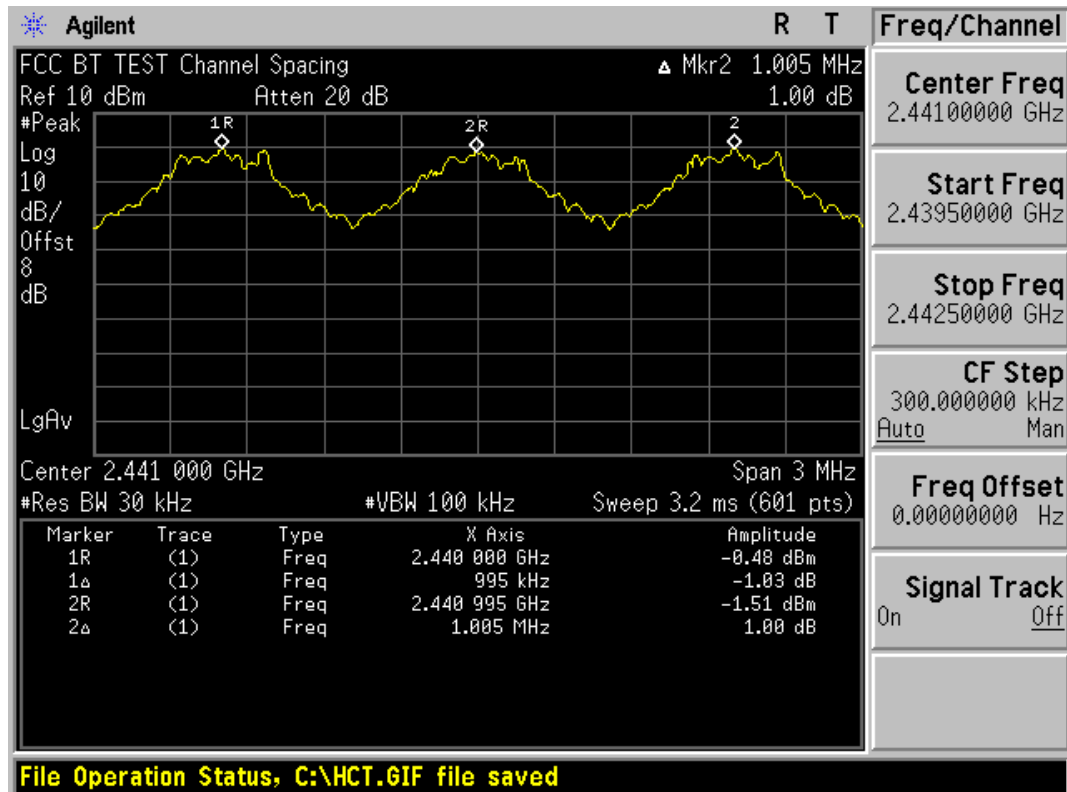 Agilent R T
FCC BT TEST Channel Spacing
Δ Mkr2 1.005 MHz
Ref 10 dBm Atten 20 dB 1.00 dB
#Peak
Log
10
dB/
Offst
8
dB
LgAv
1R
2R
2
Center 2.441 000 GHz Span 3 MHz
#Res BW 30 kHz #VBW 100 kHz Sweep 3.2 ms (601 pts)
Marker Trace Type X Axis Amplitude
1R (1) Freq 2.440 000 GHz -0.48 dBm
1Δ (1) Freq 995 kHz -1.03 dB
2R (1) Freq 2.440 995 GHz -1.51 dBm
2Δ (1) Freq 1.005 MHz 1.00 dB
File Operation Status, C:\HCT.GIF file saved
Freq/Channel
Center Freq
2.44100000 GHz
Start Freq
2.43950000 GHz
Stop Freq
2.44250000 GHz
CF Step
300.000000 kHz
Auto Man
Freq Offset
0.00000000 Hz
Signal Track
On Off